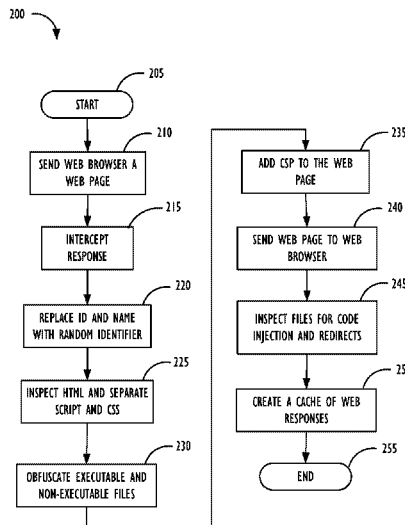 200
205
START
210
SEND WEB BROWSER A
WEB PAGE
215
INTERCEPT
RESPONSE
220
REPLACE ID AND NAME
WITH RANDOM IDENTIFIER
225
INSPECT HTML AND SEPARATE
SCRIPT AND CSS
230
OBFUSCATE EXECUTABLE AND
NON-EXECUTABLE FILES
235
ADD CSP TO THE WEB
PAGE
240
SEND WEB PAGE TO WEB
BROWSER
245
INSPECT FILES FOR CODE
INJECTION AND REDIRECTS
CREATE A CACHE OF WEB
RESPONSES
255
END